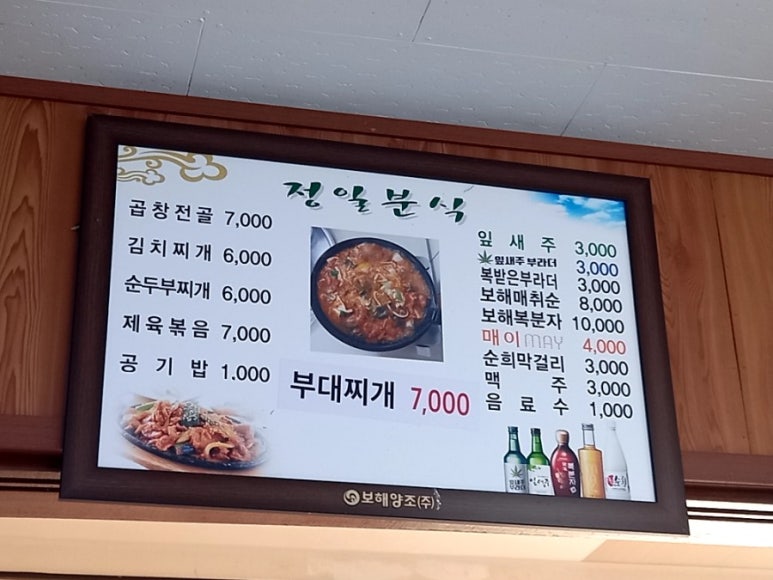 정일분식
곱창전골 7,000
김치찌개 6,000
순두부찌개 6,000
제육볶음 7,000
공기밥 1.000
부대찌개 7,000
잎새주 3,000
잎새주 부라더 3,000
복받은부라더 3,000
보해매취순 8,000
보해복분자 10,000
매이 MAY 4,000
순희막걸리 3,000
맥주 3,000
음료수 1,000
복분자
보해양조(주)